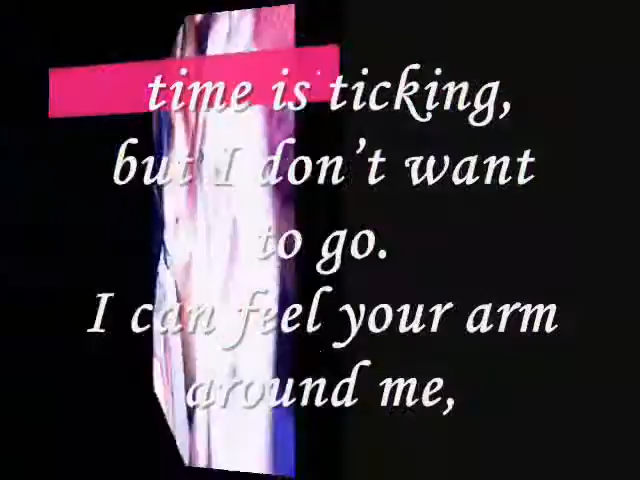 time is ticking,
but I don't want
to go.
I can feel your arm
around me,